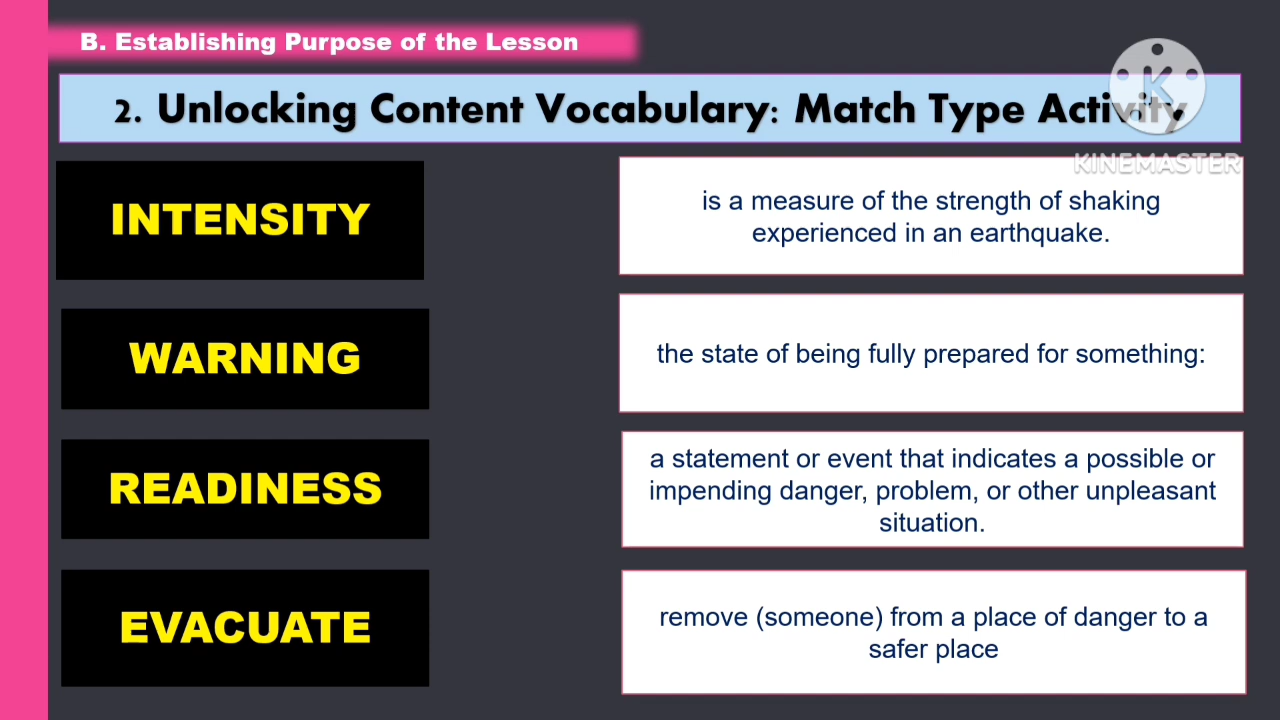 B. Establishing Purpose of the Lesson
2. Unlocking Content Vocabulary: Match Type Activity
KINEMASTER
INTENSITY
is a measure of the strength of shaking
experienced in an earthquake.
WARNING
the state of being fully prepared for something:
READINESS
a statement or event that indicates a possible or
impending danger, problem, or other unpleasant
situation.
EVACUATE
remove (someone) from a place of danger to a
safer place